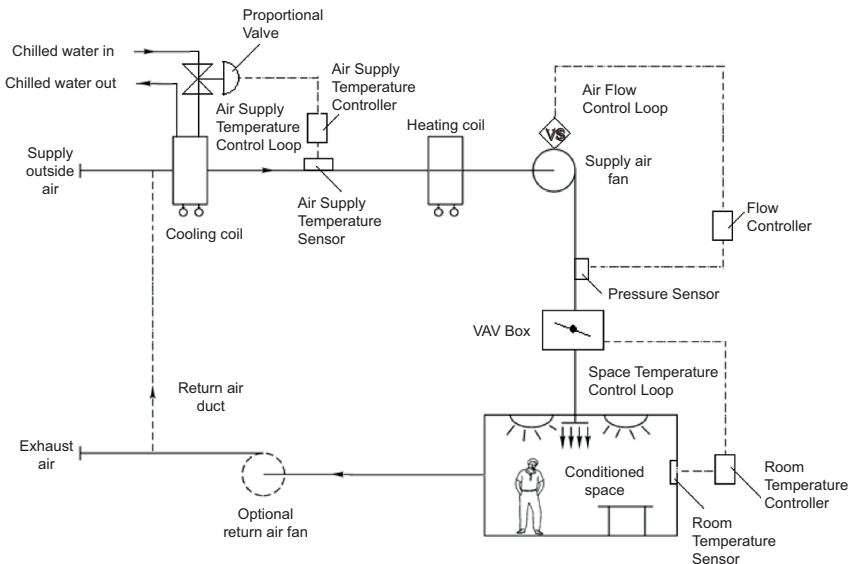 Proportional
Valve
Chilled water in
Chilled water out
Air Supply
Temperature
Controller
Air Supply
Temperature
Control Loop
Heating coil
Air Flow
Control Loop
VS
Supply
outside
air
Supply air
fan
Air Supply
Temperature
Sensor
Cooling coil
Flow
Controller
Pressure Sensor
VAV Box
Space Temperature
Control Loop
Return air
duct
Exhaust
air
Conditioned
space
Room
Temperature
Controller
Optional
return air fan
Room
Temperature
Sensor